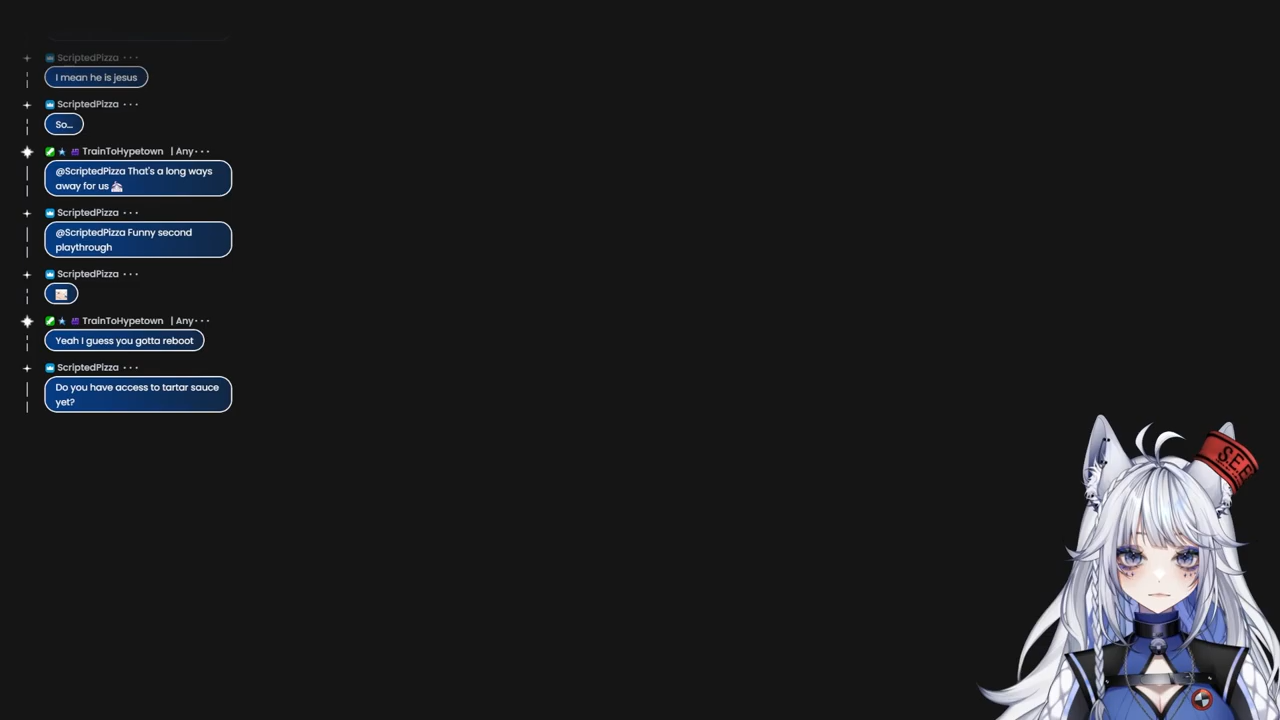 ScriptedPizza ···
I mean he is jesus
ScriptedPizza ···
So...
TrainToHypetown | Any···
@ScriptedPizza That's a long ways
away for us
ScriptedPizza ···
@ScriptedPizza Funny second
playthrough
ScriptedPizza ···
TrainToHypetown | Any···
Yeah I guess you gotta reboot
ScriptedPizza ···
Do you have access to tartar sauce
yet?
S.E.E